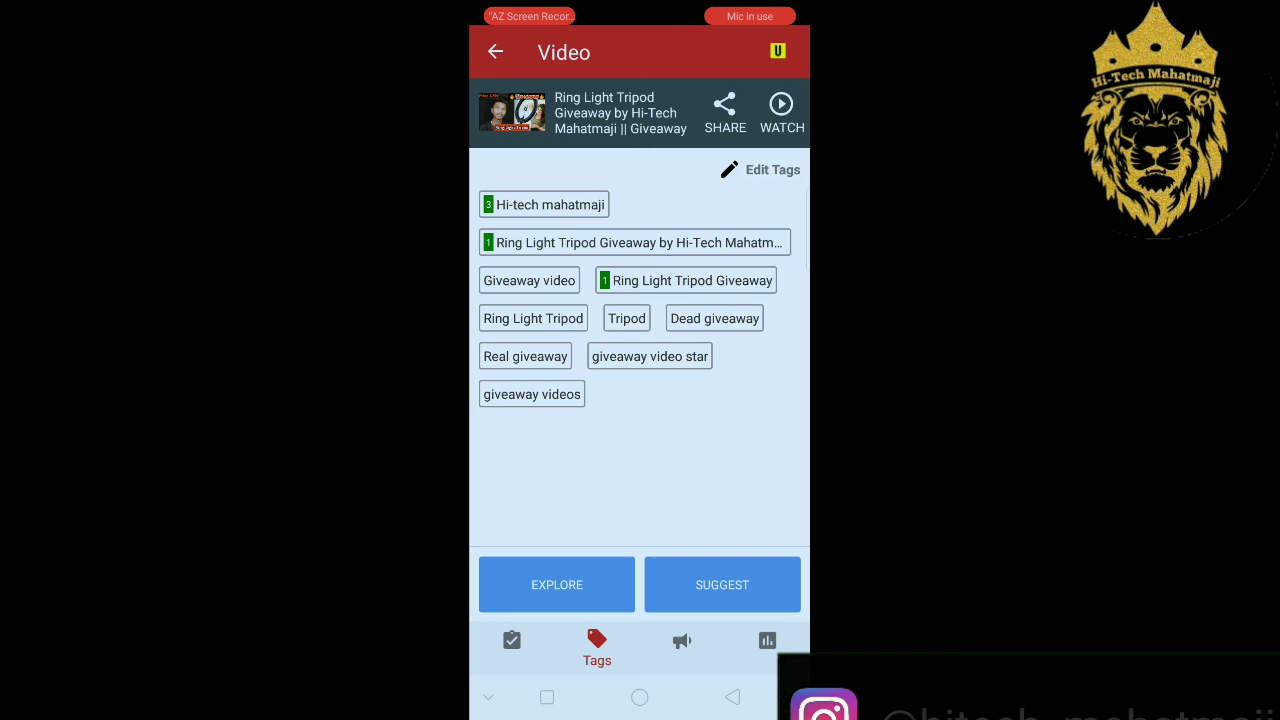 "AZ Screen Recor..
Mic in use
Video
U
Ring Light Tripod
Giveaway by Hi-Tech
Mahatmaji || Giveaway
SHARE
WATCH
Edit Tags
3 Hi-tech mahatmaji
1 Ring Light Tripod Giveaway by Hi-Tech Mahatm...
Giveaway video
1 Ring Light Tripod Giveaway
Ring Light Tripod
Tripod
Dead giveaway
Real giveaway
giveaway video star
giveaway videos
EXPLORE
SUGGEST
Tags
Hi-Tech Mahatmaji
@hitech_mahatmaji